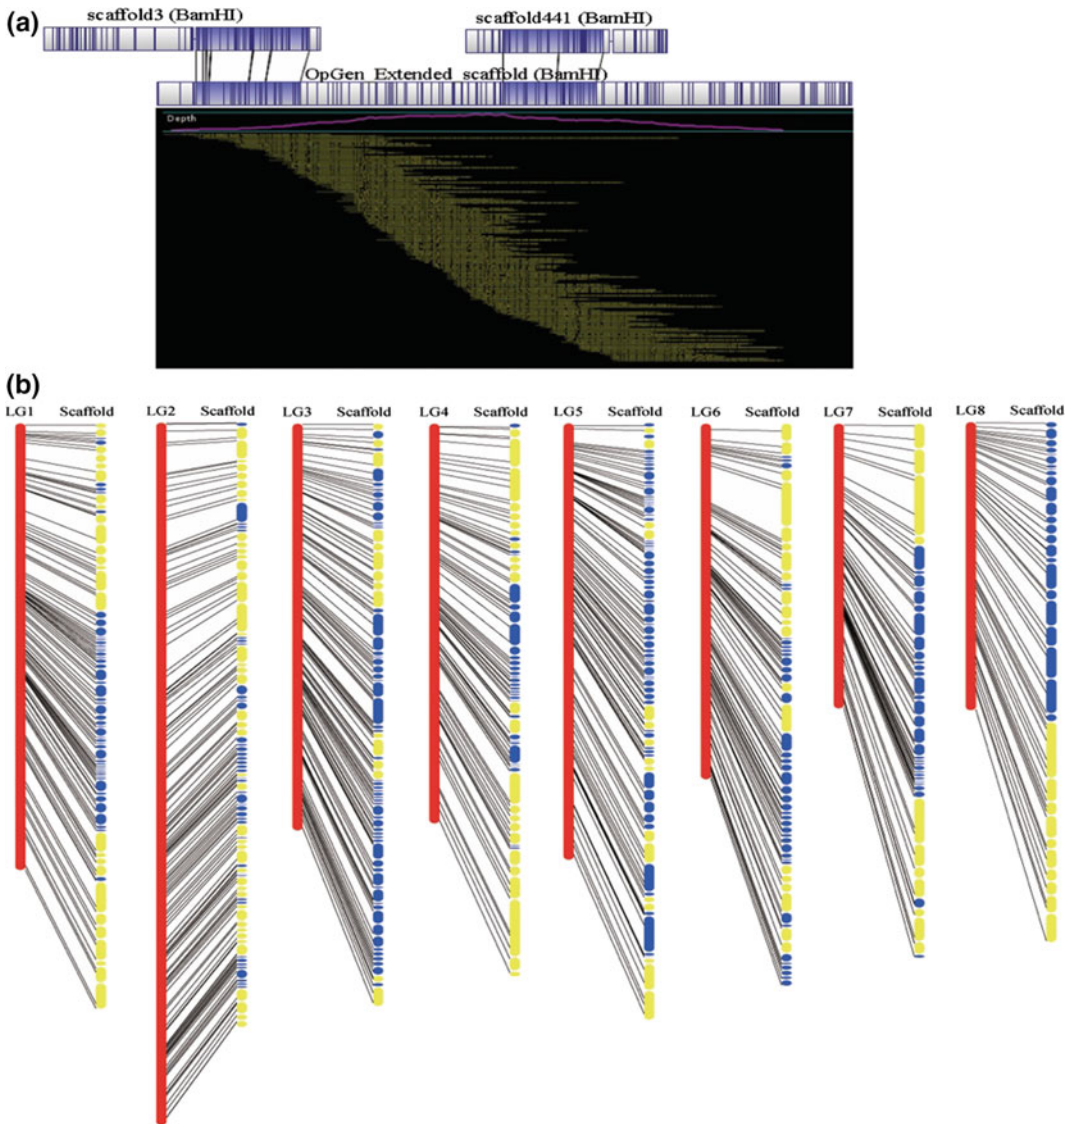 (a)
scaffold3 (BamHI)
scaffold441 (BamHI)
OpGen Extended scaffold (BamHI)
Depth
(b)
LG1 Scaffold
LG2 Scaffold
LG3 Scaffold
LG4 Scaffold
LG5 Scaffold
LG6 Scaffold
LG7 Scaffold
LG8 Scaffold